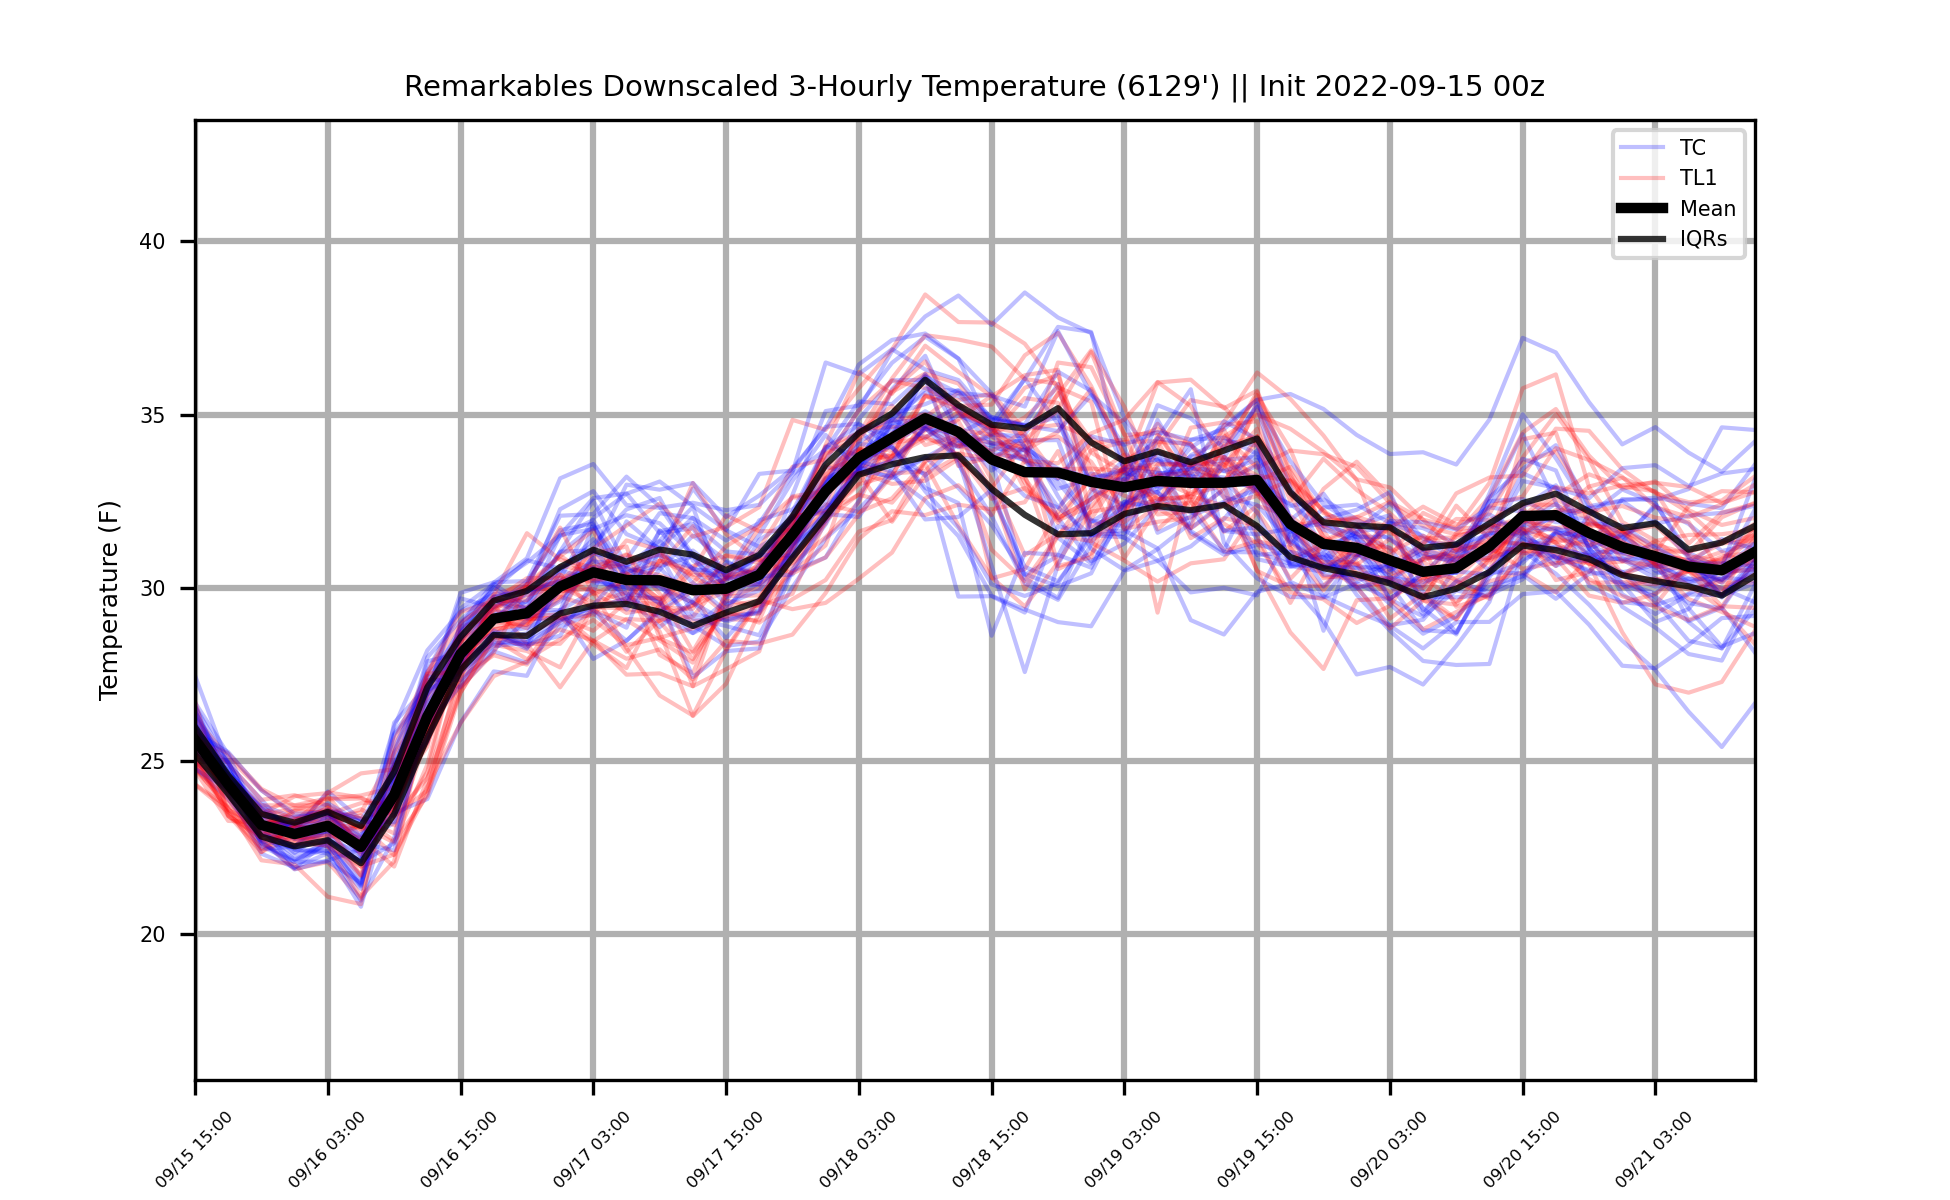 Remarkables Downscaled 3-Hourly Temperature (6129') || Init 2022-09-15 00z
TC
TL1
Mean
IQRs
Temperature (F)
40
35
30
25
20
09/15 15:00
09/16 03:00
09/16 15:00
09/17 03:00
09/17 15:00
09/18 03:00
09/18 15:00
09/19 03:00
09/19 15:00
09/20 03:00
09/20 15:00
09/21 03:00